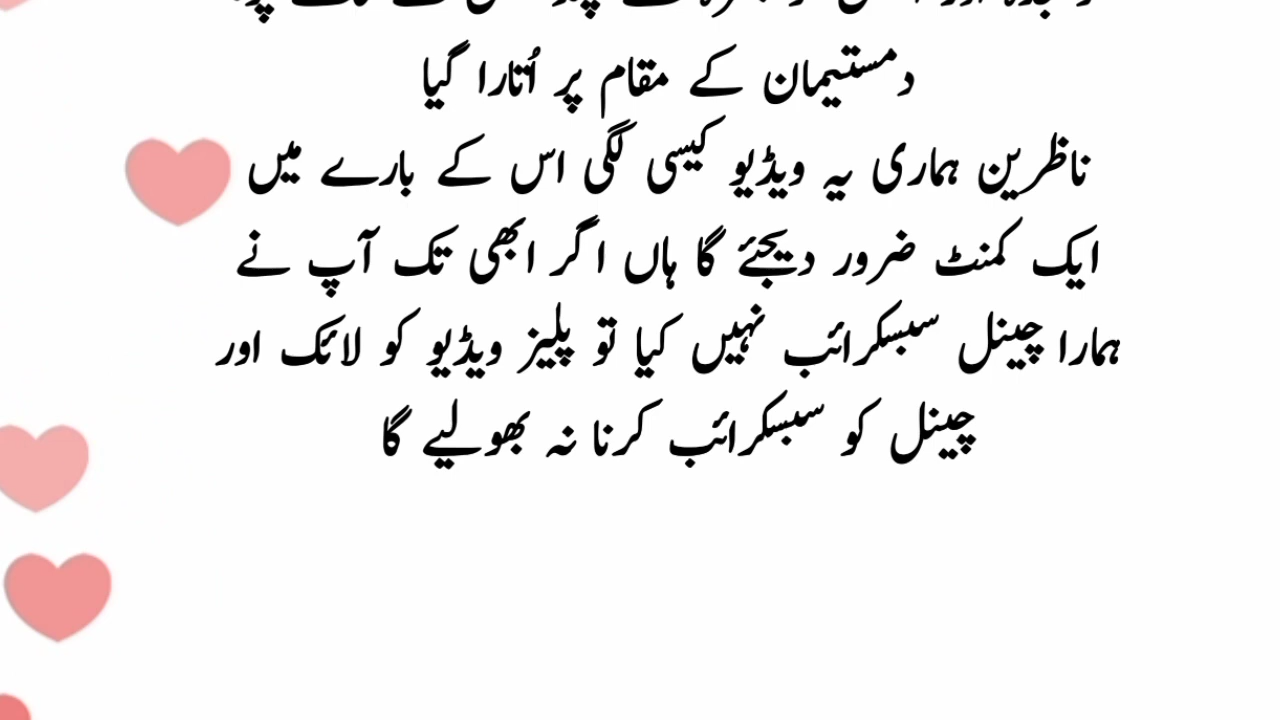 دمستیمان کے مقام پر اُتارا گیا
ناظرین ہماری یہ ویڈیو کیسی لگی اس کے بارے میں
ایک کمنٹ ضرور دیجئے گا ہاں اگر ابھی تک آپ نے
ہمارا چینل سبسکرائب نہیں کیا تو پلیز ویڈیو کو لائک اور
چینل کو سبسکرائب کرنا نہ بھولیے گا